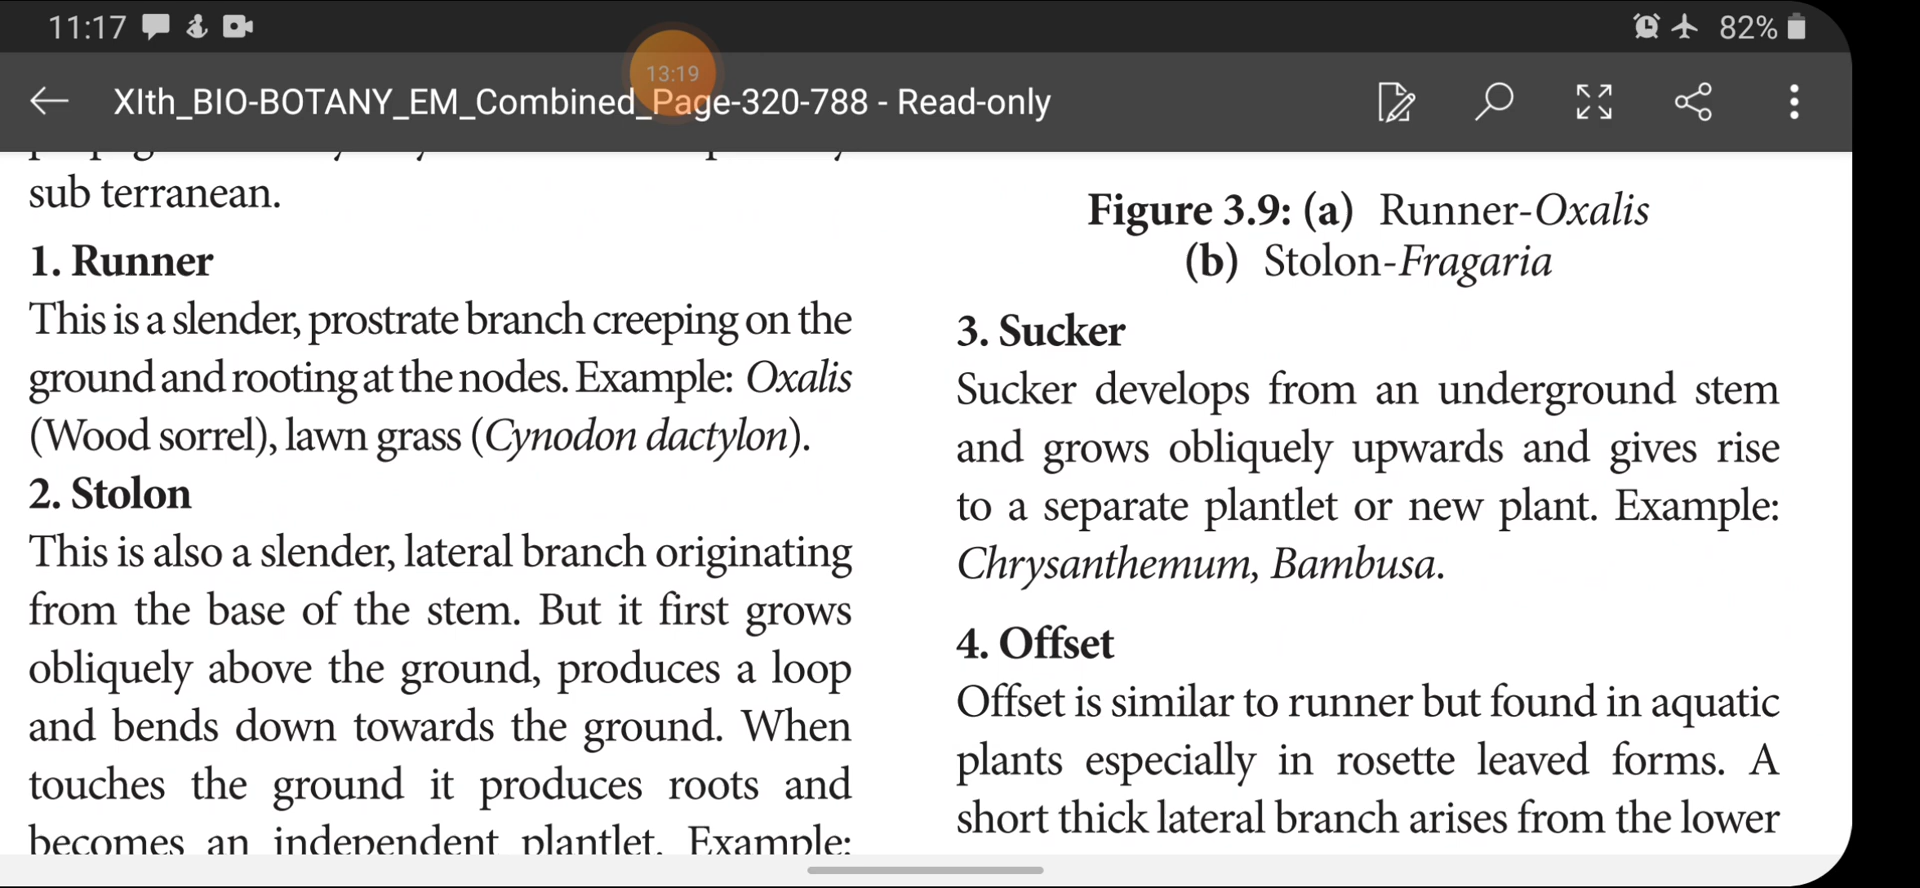 11:17
82%
13:19
XIth_BIO-BOTANY_EM_Combined_Page-320-788 - Read-only
sub terranean.
1. Runner
This is a slender, prostrate branch creeping on the
ground and rooting at the nodes. Example: Oxalis
(Wood sorrel), lawn grass (Cynodon dactylon).
2. Stolon
This is also a slender, lateral branch originating
from the base of the stem. But it first grows
obliquely above the ground, produces a loop
and bends down towards the ground. When
touches the ground it produces roots and
becomes an independent plantlet. Example:
Figure 3.9: (a) Runner-Oxalis
(b) Stolon-Fragaria
3. Sucker
Sucker develops from an underground stem
and grows obliquely upwards and gives rise
to a separate plantlet or new plant. Example:
Chrysanthemum, Bambusa.
4. Offset
Offset is similar to runner but found in aquatic
plants especially in rosette leaved forms. A
short thick lateral branch arises from the lower